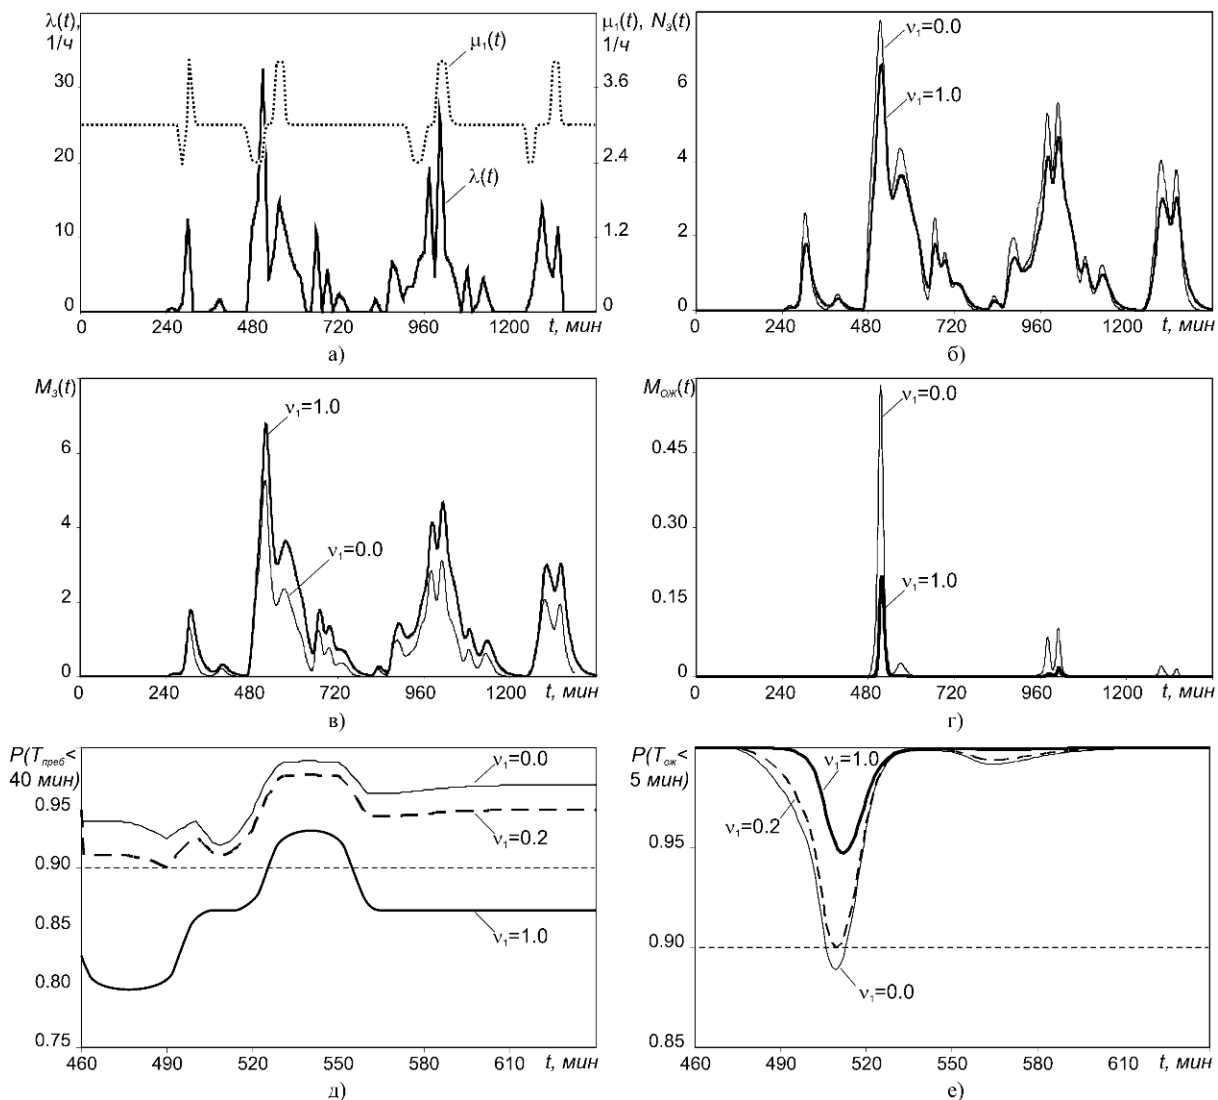 λ(t), 1/ч
μ₁(t), 1/ч
μ₁(t)
30
3.6
20
2.4
λ(t)
10
1.2
0
0
0 240 480 720 960 1200 t, мин
а)
Nз(t)
ν₁=0.0
6
ν₁=1.0
4
2
0
0 240 480 720 960 1200 t, мин
б)
Mз(t)
ν₁=1.0
6
4
ν₁=0.0
2
0
0 240 480 720 960 1200 t, мин
в)
Mож(t)
ν₁=0.0
0.45
0.30
ν₁=1.0
0.15
0
0 240 480 720 960 1200 t, мин
г)
P(Tпреб<
40 мин)
ν₁=0.0
0.95
ν₁=0.2
0.90
0.85
ν₁=1.0
0.80
0.75
460 490 520 550 580 610 t, мин
д)
P(Tож<
5 мин)
ν₁=1.0
ν₁=0.2
0.95
0.90
ν₁=0.0
0.85
460 490 520 550 580 610 t, мин
е)